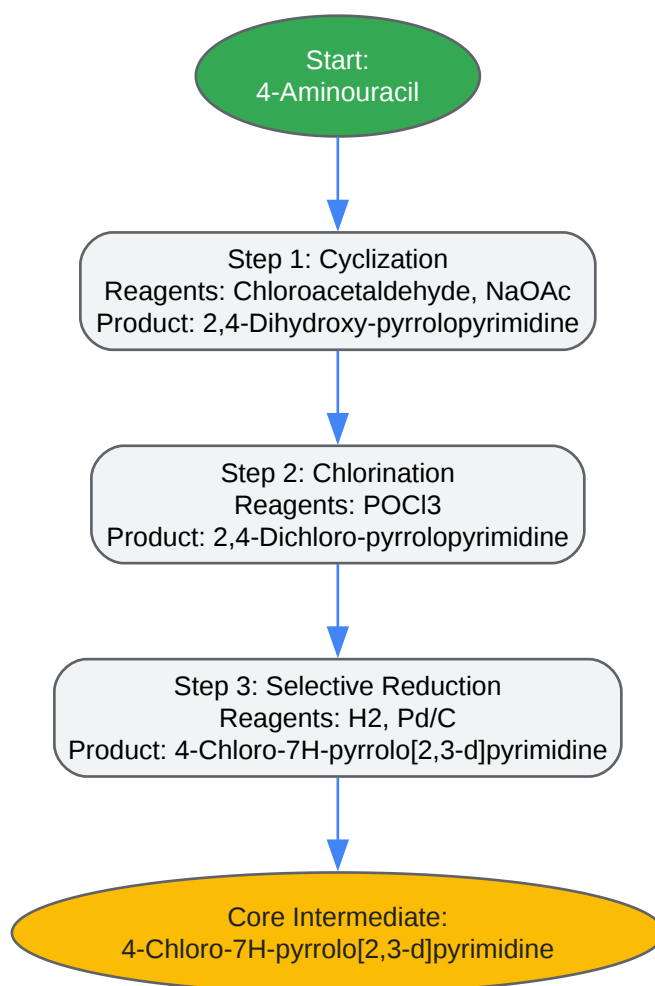 Start:
4-Aminouracil
Step 1: Cyclization
Reagents: Chloroacetaldehyde, NaOAc
Product: 2,4-Dihydroxy-pyrrolopyrimidine
Step 2: Chlorination
Reagents: POCl3
Product: 2,4-Dichloro-pyrrolopyrimidine
Step 3: Selective Reduction
Reagents: H2, Pd/C
Product: 4-Chloro-7H-pyrrolo[2,3-d]pyrimidine
Core Intermediate:
4-Chloro-7H-pyrrolo[2,3-d]pyrimidine